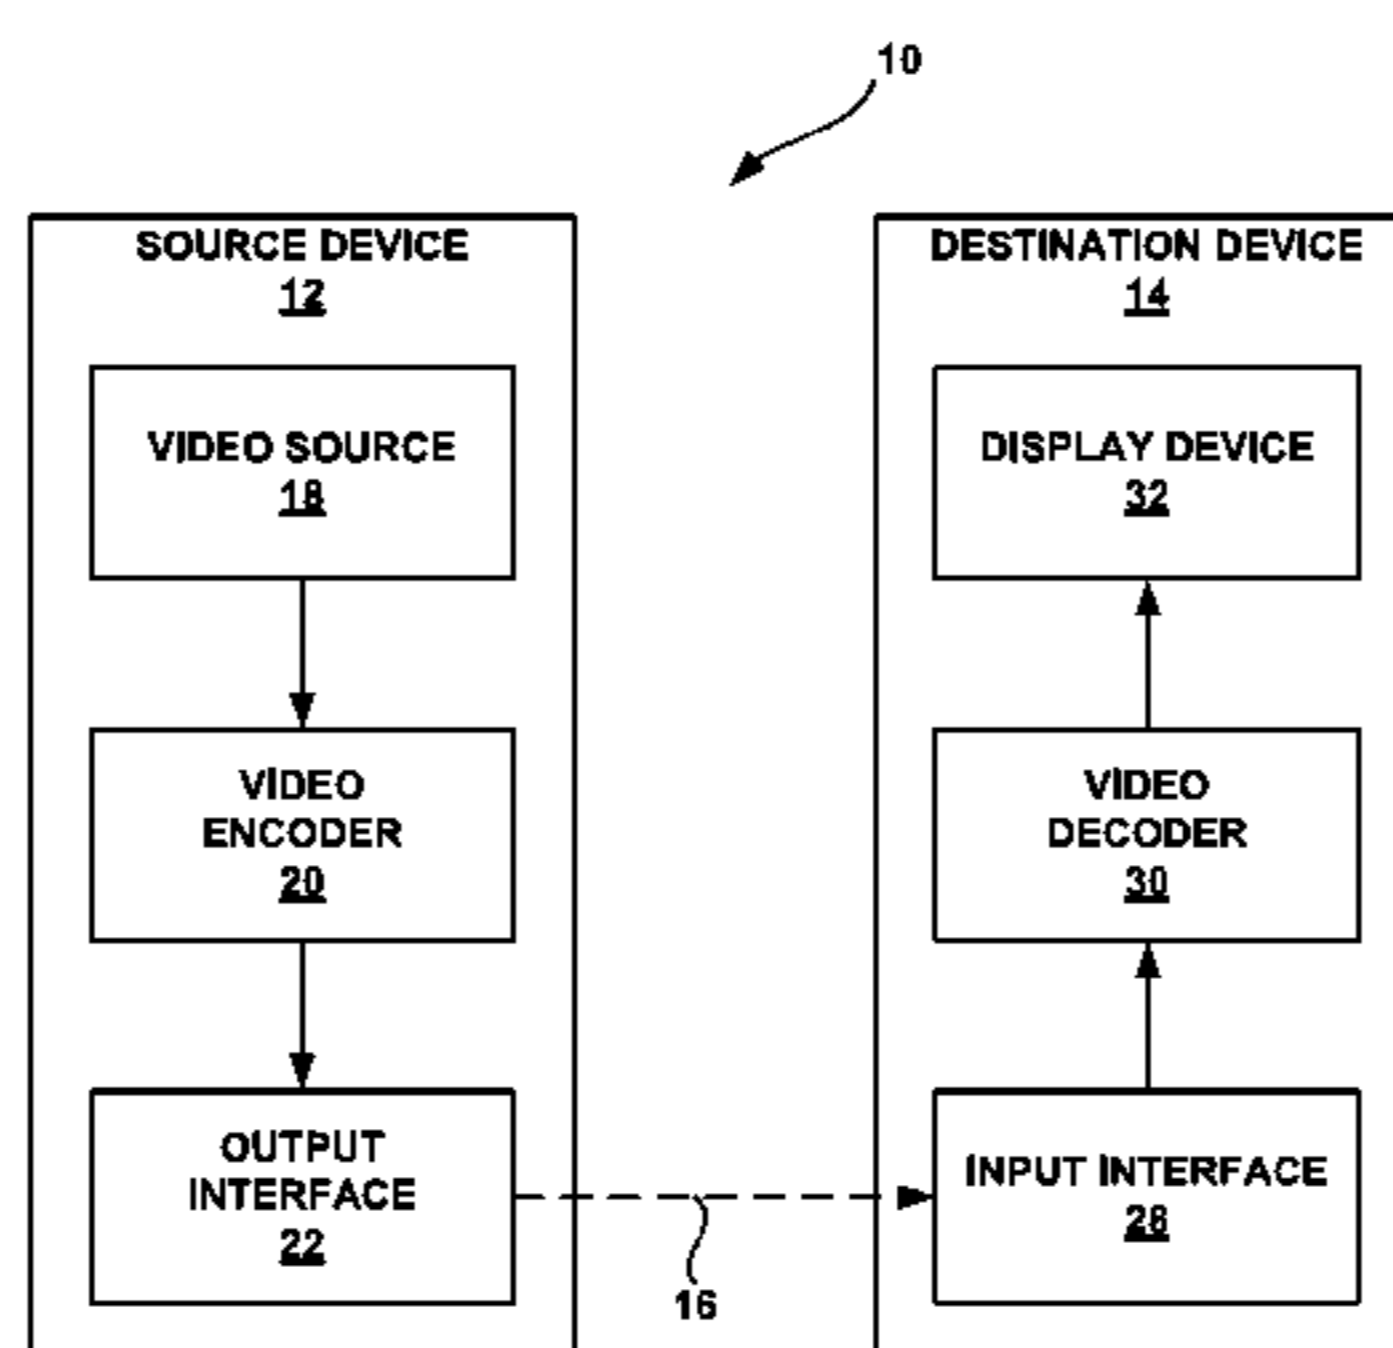 10
SOURCE DEVICE
12
VIDEO SOURCE
18
VIDEO
ENCODER
20
OUTPUT
INTERFACE
22
16
DESTINATION DEVICE
14
DISPLAY DEVICE
32
VIDEO
DECODER
30
INPUT INTERFACE
28